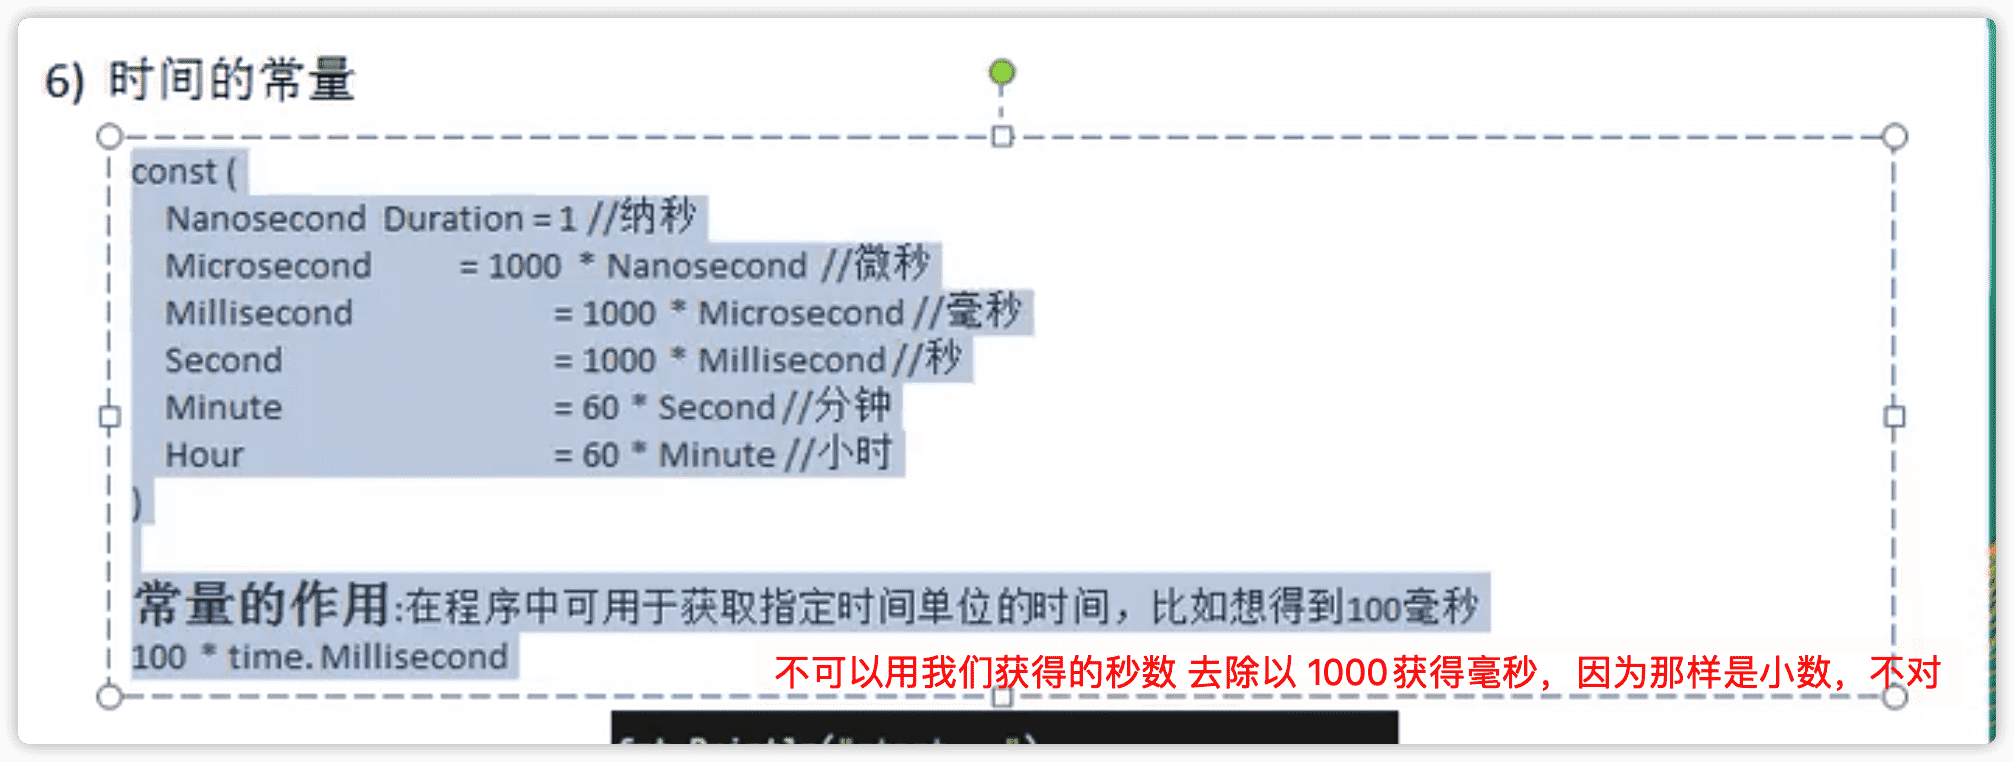 6) 时间的常量
const (
Nanosecond Duration = 1 //纳秒
Microsecond = 1000 * Nanosecond //微秒
Millisecond = 1000 * Microsecond //毫秒
Second = 1000 * Millisecond //秒
Minute = 60 * Second //分钟
Hour = 60 * Minute //小时
)
常量的作用:在程序中可用于获取指定时间单位的时间，比如想得到100毫秒
100 * time. Millisecond
不可以用我们获得的秒数 去除以 1000获得毫秒，因为那样是小数，不对